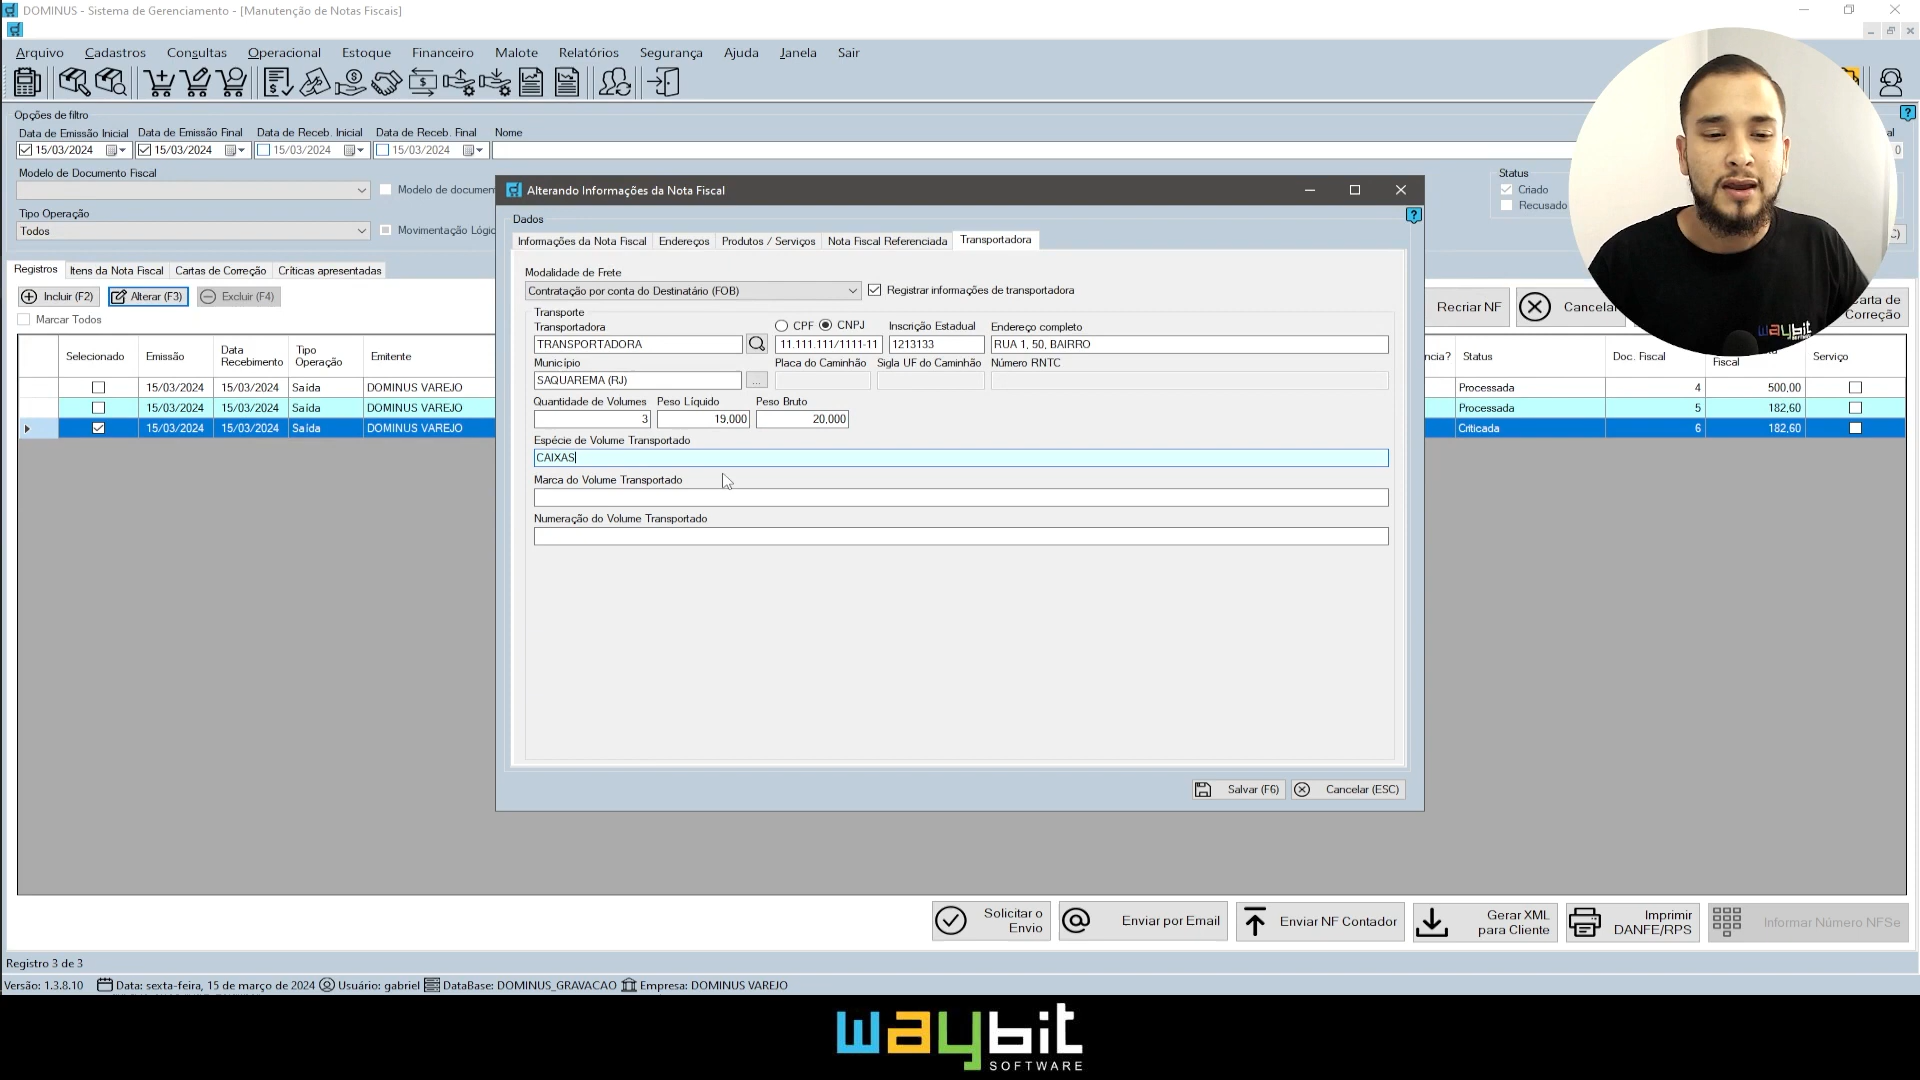 DOMINUS - Sistema de Gerenciamento - [Manutenção de Notas Fiscais]
Arquivo Cadastros Consultas Operacional Estoque Financeiro Malote Relatórios Segurança Ajuda Janela Sair
Opções de filtro
Data de Emissão Inicial Data de Emissão Final Data de Receb. Inicial Data de Receb. Final Nome
15/03/2024 15/03/2024 15/03/2024 15/03/2024
Modelo de Documento Fiscal
Status
Criado
Recusado
Tipo Operação
Todos
Movimentação Lógic
Registros Itens da Nota Fiscal Cartas de Correção Críticas apresentadas
Incluir (F2) Alterar (F3) Excluir (F4)
Recriar NF
Cancelar
Carta de
Correção
Marcar Todos
Selecionado Emissão Data Recebimento Tipo Operação Emitente
Status Doc. Fiscal Fiscal Serviço
15/03/2024 15/03/2024 Saída DOMINUS VAREJO Processada 4 500,00
15/03/2024 15/03/2024 Saída DOMINUS VAREJO Processada 5 182,60
15/03/2024 15/03/2024 Saída DOMINUS VAREJO Criticada 6 182,60
Alterando Informações da Nota Fiscal
Dados
Informações da Nota Fiscal Endereços Produtos / Serviços Nota Fiscal Referenciada Transportadora
Modalidade de Frete
Contratação por conta do Destinatário (FOB) Registrar informações de transportadora
Transporte
Transportadora CPF CNPJ Inscrição Estadual Endereço completo
TRANSPORTADORA 11.111.111/1111-11 1213133 RUA 1, 50, BAIRRO
Município Placa do Caminhão Sigla UF do Caminhão Número RNTC
SAQUAREMA (RJ) ...
Quantidade de Volumes Peso Líquido Peso Bruto
3 19,000 20,000
Espécie de Volume Transportado
CAIXAS
Marca do Volume Transportado
Numeração do Volume Transportado
Salvar (F6) Cancelar (ESC)
waybit
Solicitar o
Envio
Enviar por Email
Enviar NF Contador
Gerar XML
para Cliente
Imprimir
DANFE/RPS
Informar Número NFSe
Registro 3 de 3
Versão: 1.3.8.10 Data: sexta-feira, 15 de março de 2024 Usuário: gabriel DataBase: DOMINUS_GRAVACAO Empresa: DOMINUS VAREJO
waybit
SOFTWARE